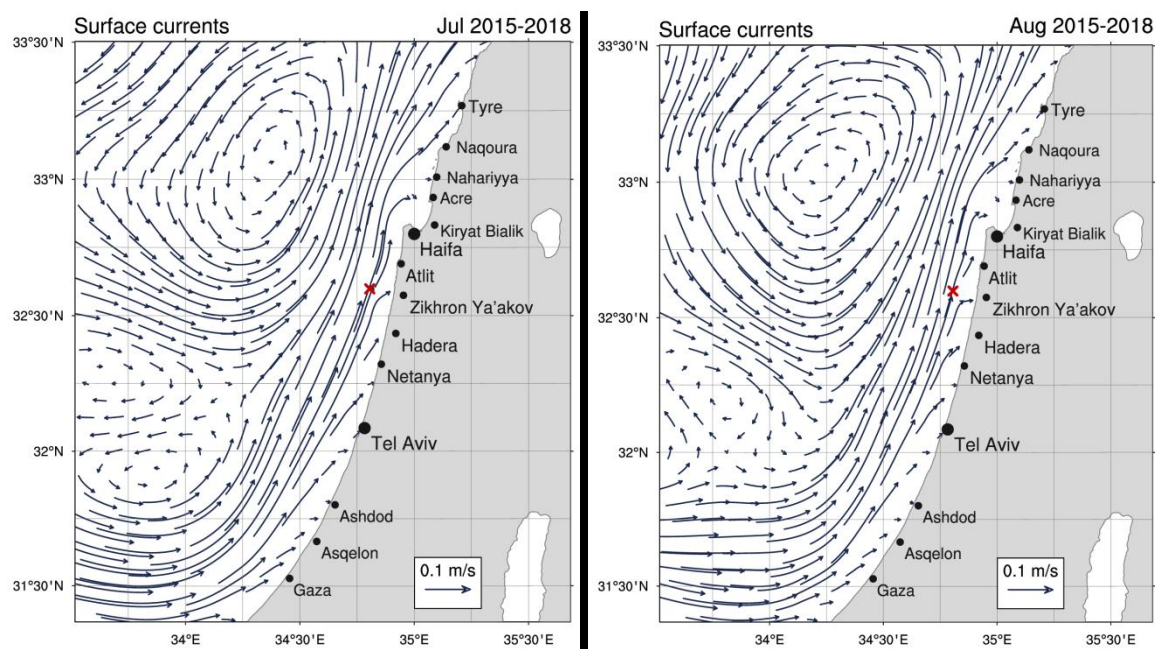 Surface currents Jul 2015-2018
33°30'N
Tyre
Naqoura
33°N
Nahariyya
Acre
Kiryat Bialik
Haifa
Atlit
Zikhron Ya'akov
32°30'N
Hadera
Netanya
32°N
Tel Aviv
Ashdod
Asqelon
0.1 m/s
31°30'N
Gaza
34°E 34°30'E 35°E 35°30'E
Surface currents Aug 2015-2018
33°30'N
Tyre
Naqoura
33°N
Nahariyya
Acre
Kiryat Bialik
Haifa
Atlit
Zikhron Ya'akov
32°30'N
Hadera
Netanya
32°N
Tel Aviv
Ashdod
Asqelon
0.1 m/s
31°30'N
Gaza
34°E 34°30'E 35°E 35°30'E